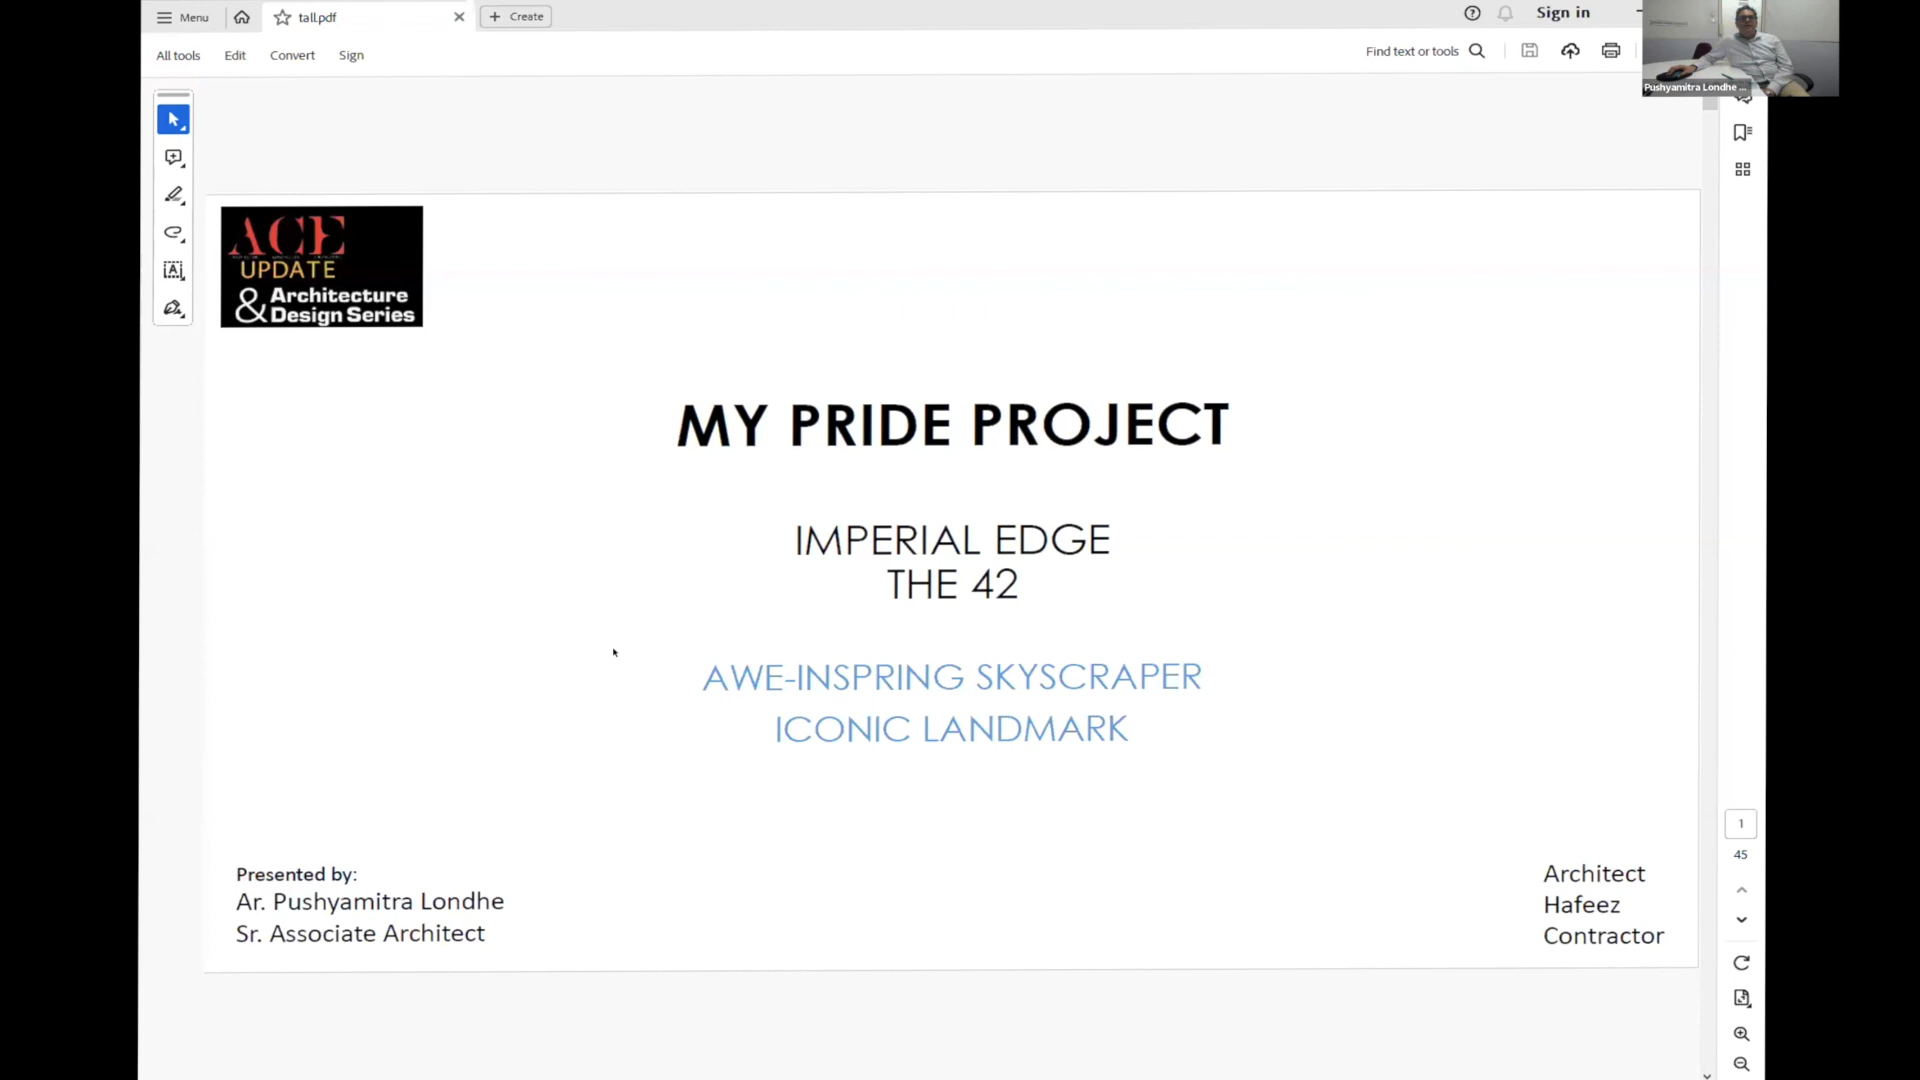 Menu
tall.pdf
Create
Sign in
All tools
Edit
Convert
Sign
Find text or tools
Pushyamitra Londhe ...
ACE
UPDATE
& Architecture
Design Series
MY PRIDE PROJECT
IMPERIAL EDGE
THE 42
AWE-INSPRING SKYSCRAPER
ICONIC LANDMARK
Presented by:
Ar. Pushyamitra Londhe
Sr. Associate Architect
Architect
Hafeez
Contractor
1
45